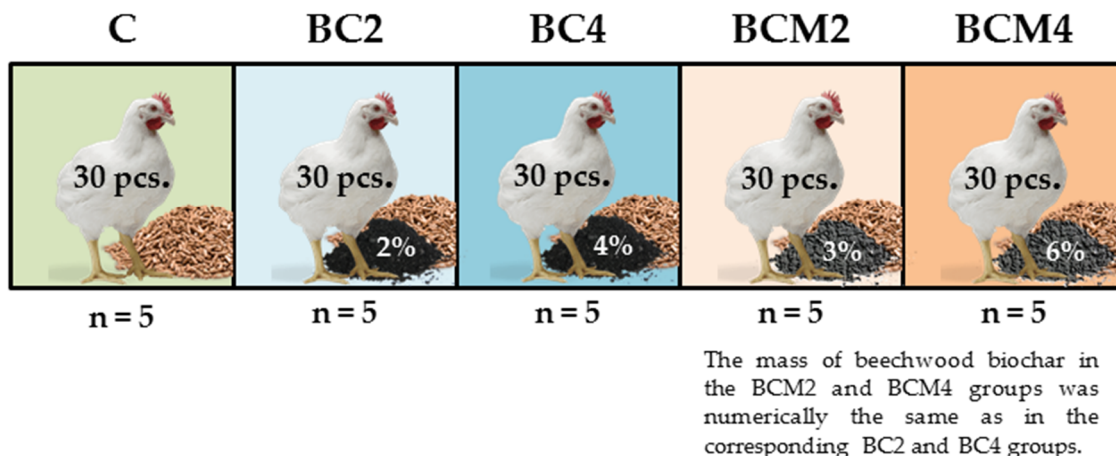 C BC2 BC4 BCM2 BCM4
30 pcs. 30 pcs. 30 pcs. 30 pcs. 30 pcs.
2% 4% 3% 6%
n = 5 n = 5 n = 5 n = 5 n = 5
The mass of beechwood biochar in
the BCM2 and BCM4 groups was
numerically the same as in the
corresponding BC2 and BC4 groups.